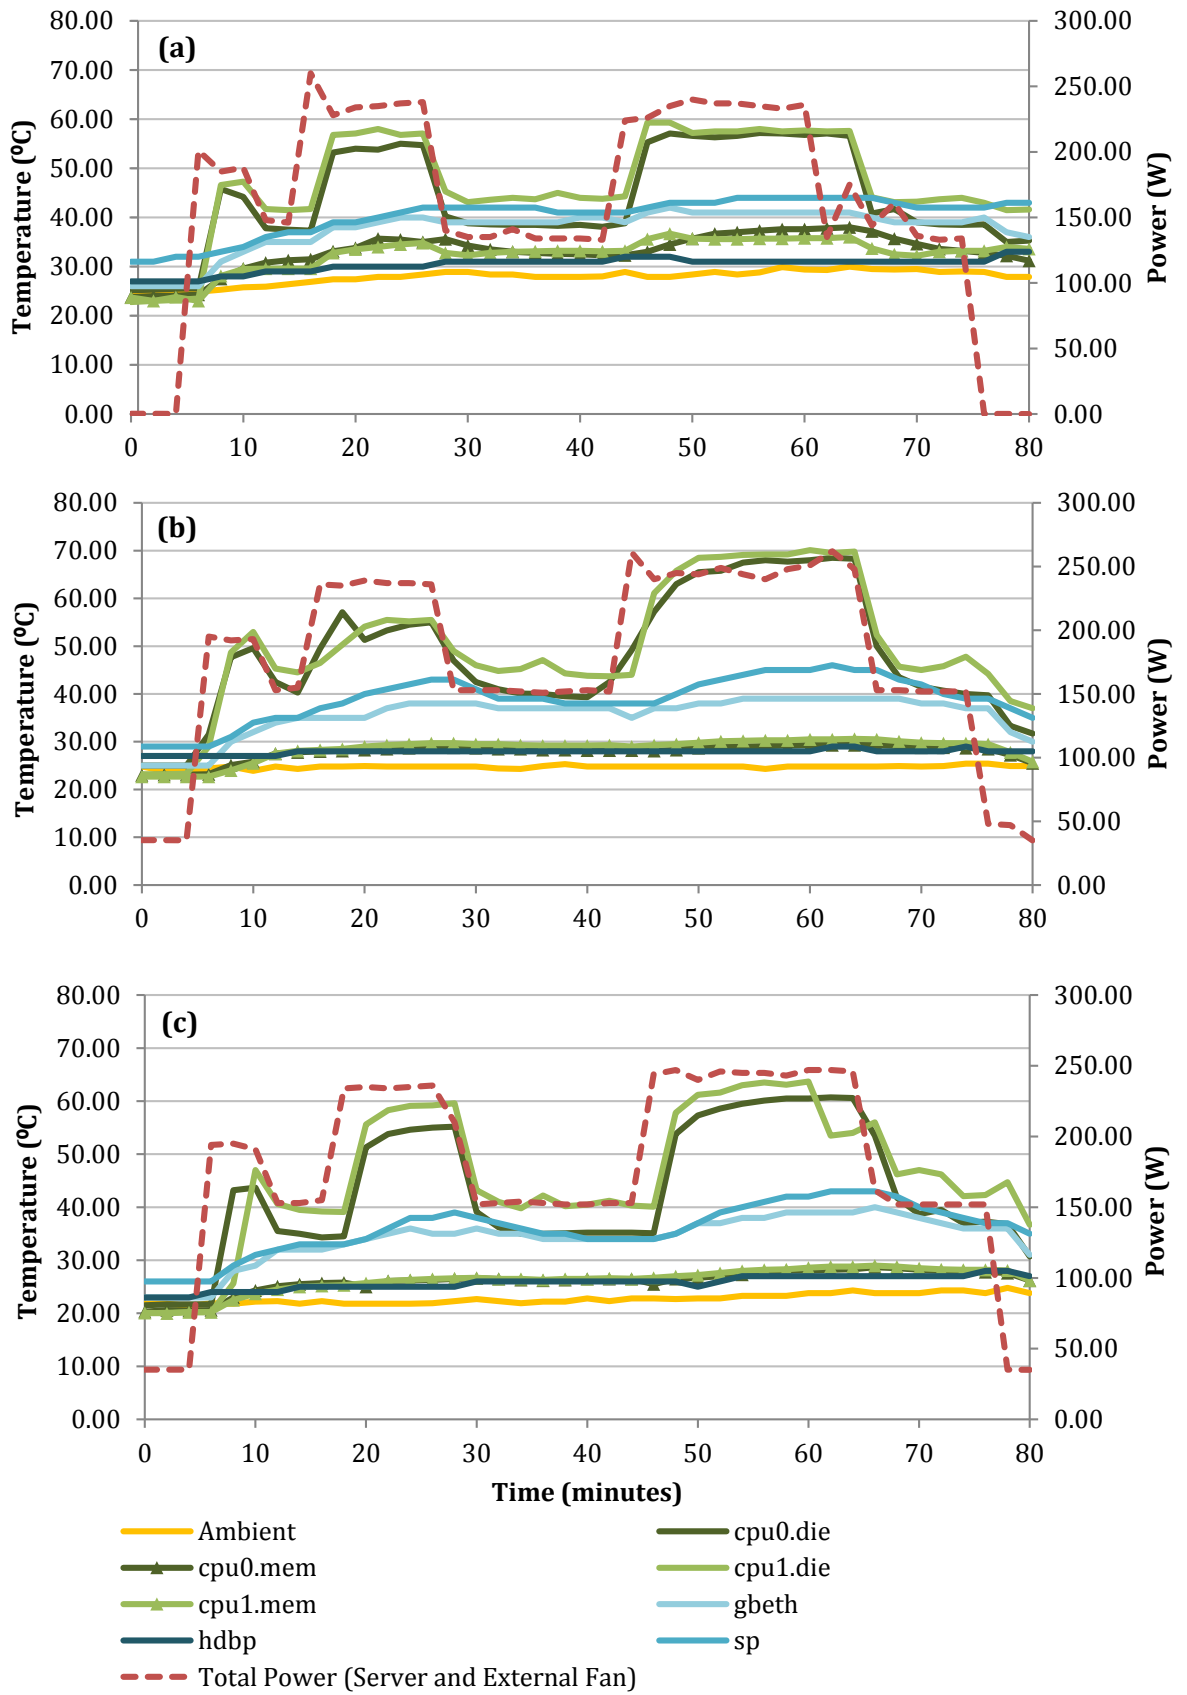 (a)
80.00
70.00
60.00
50.00
40.00
30.00
20.00
10.00
0.00
Temperature (⁰C)
300.00
250.00
200.00
150.00
100.00
50.00
0.00
Power (W)
0 10 20 30 40 50 60 70 80
(b)
80.00
70.00
60.00
50.00
40.00
30.00
20.00
10.00
0.00
Temperature (⁰C)
300.00
250.00
200.00
150.00
100.00
50.00
0.00
Power (W)
0 10 20 30 40 50 60 70 80
(c)
80.00
70.00
60.00
50.00
40.00
30.00
20.00
10.00
0.00
Temperature (⁰C)
300.00
250.00
200.00
150.00
100.00
50.00
0.00
Power (W)
0 10 20 30 40 50 60 70 80
Time (minutes)
Ambient
cpu0.die
cpu0.mem
cpu1.die
cpu1.mem
gbeth
hdbp
sp
Total Power (Server and External Fan)